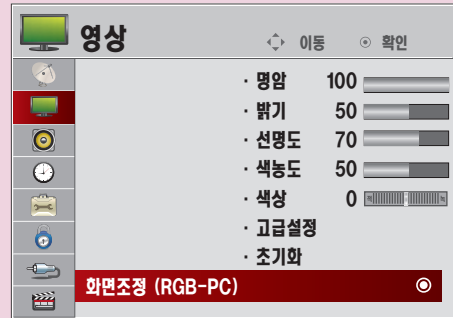 영상
이동 ⊙ 확인
· 명암 100
· 밝기 50
· 선명도 70
· 색농도 50
· 색상 0
· 고급설정
· 초기화
화면조정 (RGB-PC)